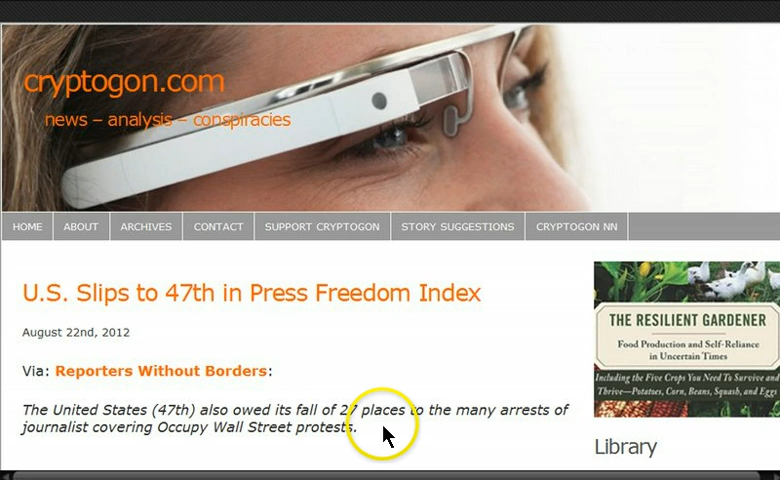 cryptogon.com
news – analysis – conspiracies
HOME
ABOUT
ARCHIVES
CONTACT
SUPPORT CRYPTOGON
STORY SUGGESTIONS
CRYPTOGON NN
U.S. Slips to 47th in Press Freedom Index
August 22nd, 2012
Via: Reporters Without Borders:
The United States (47th) also owed its fall of 27 places to the many arrests of
journalist covering Occupy Wall Street protests.
THE RESILIENT GARDENER
Food Production and Self-Reliance
in Uncertain Times
Including the Five Crops You Need To Survive and
Thrive—Potatoes, Corn, Beans, Squash, and Eggs
Library